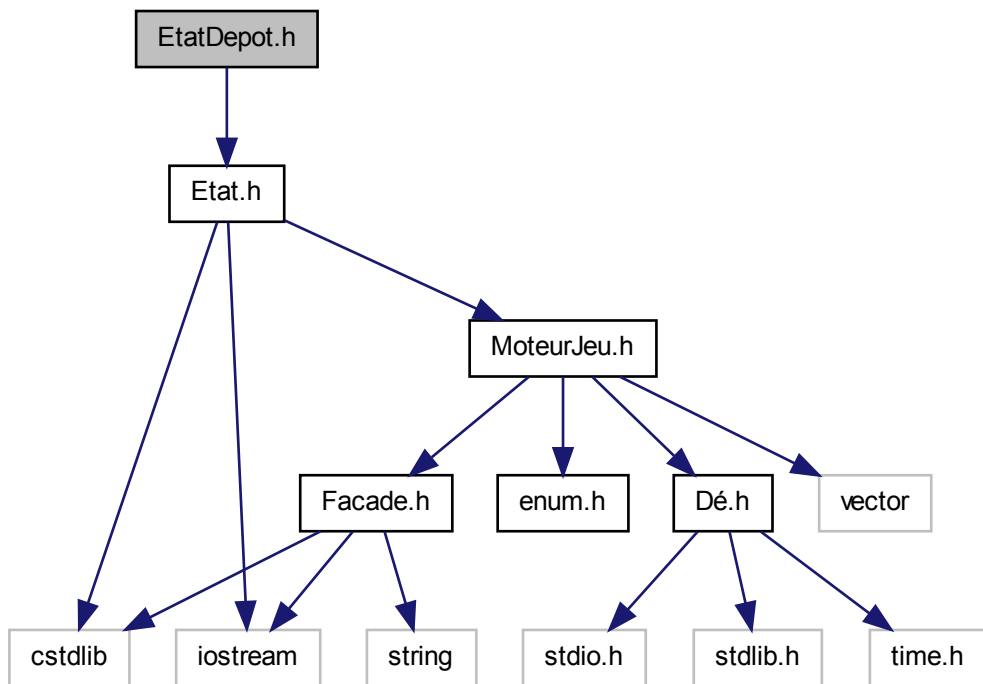 EtatDepot.h
Etat.h
MoteurJeu.h
Facade.h
enum.h
Dé.h
vector
cstdlib
iostream
string
stdio.h
stdlib.h
time.h